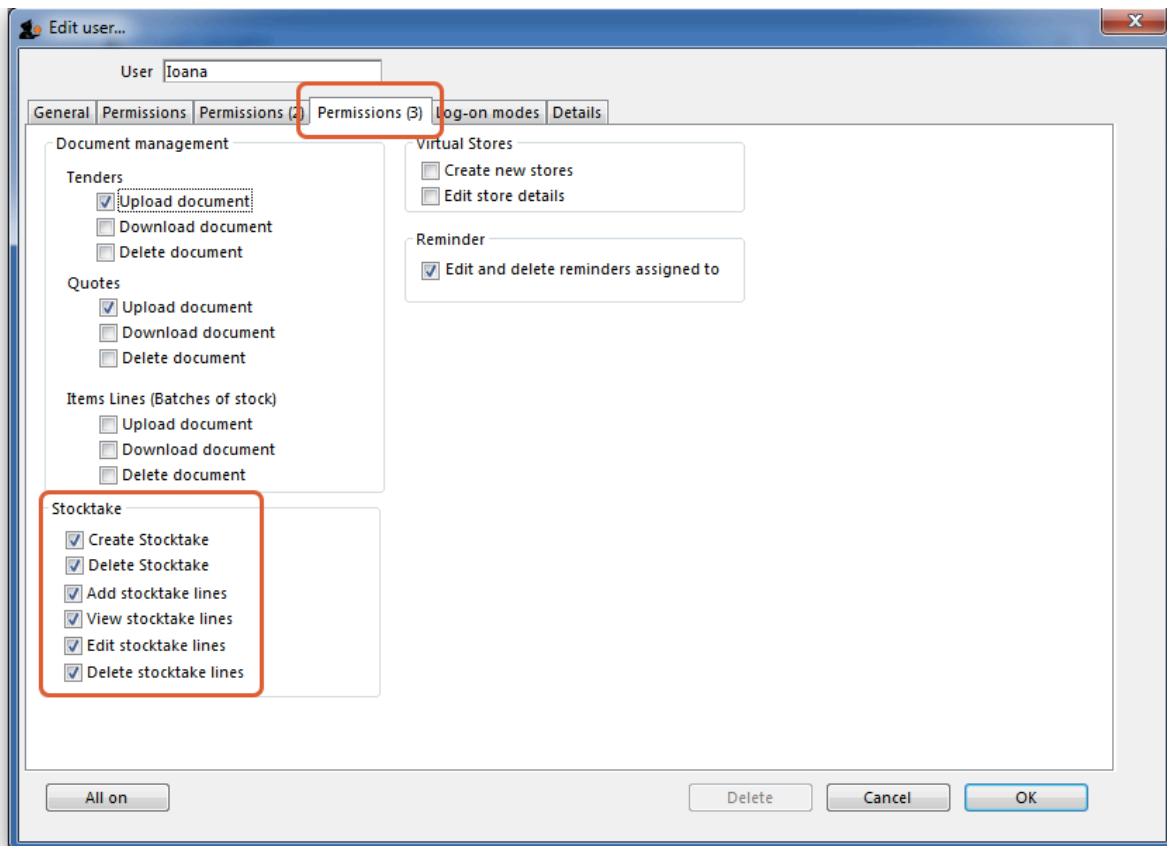 Edit user...
x
User Ioana
General Permissions Permissions (2) Permissions (3) Log-on modes Details
Document management
Tenders
Upload document
Download document
Delete document
Quotes
Upload document
Download document
Delete document
Items Lines (Batches of stock)
Upload document
Download document
Delete document
Stocktake
Create Stocktake
Delete Stocktake
Add stocktake lines
View stocktake lines
Edit stocktake lines
Delete stocktake lines
Virtual Stores
Create new stores
Edit store details
Reminder
Edit and delete reminders assigned to
All on Delete Cancel OK